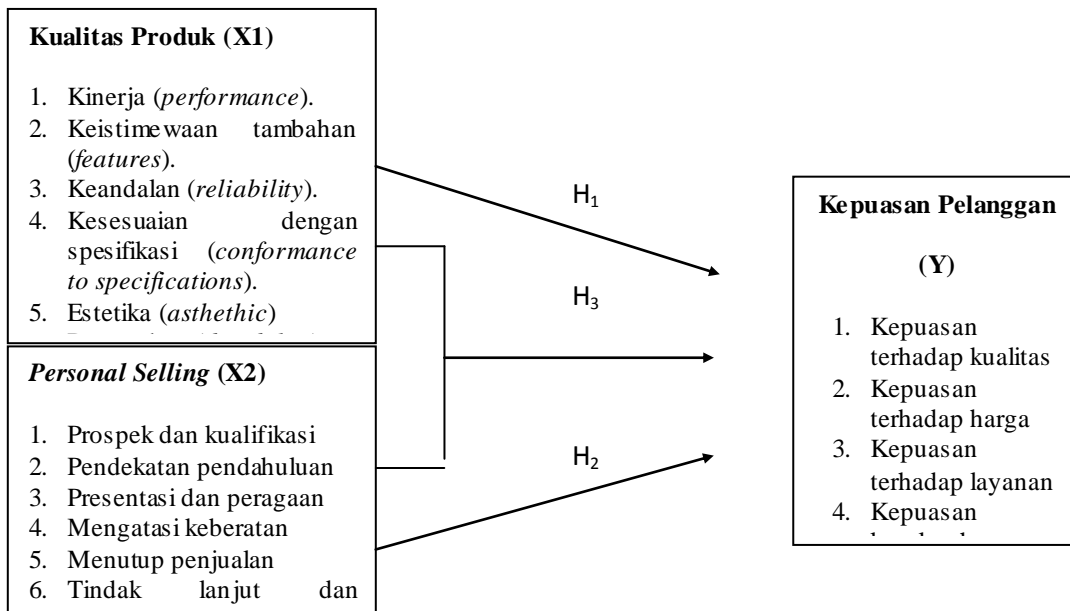 Kualitas Produk (X1)
1. Kinerja (performance).
2. Keistimewaan tambahan
(features).
3. Keandalan (reliability).
4. Kesesuaian dengan
spesifikasi (conformance
to specifications).
5. Estetika (asthethic)
Personal Selling (X2)
1. Prospek dan kualifikasi
2. Pendekatan pendahuluan
3. Presentasi dan peragaan
4. Mengatasi keberatan
5. Menutup penjualan
6. Tindak lanjut dan
H1
H3
H2
Kepuasan Pelanggan
(Y)
1. Kepuasan
terhadap kualitas
2. Kepuasan
terhadap harga
3. Kepuasan
terhadap layanan
4. Kepuasan